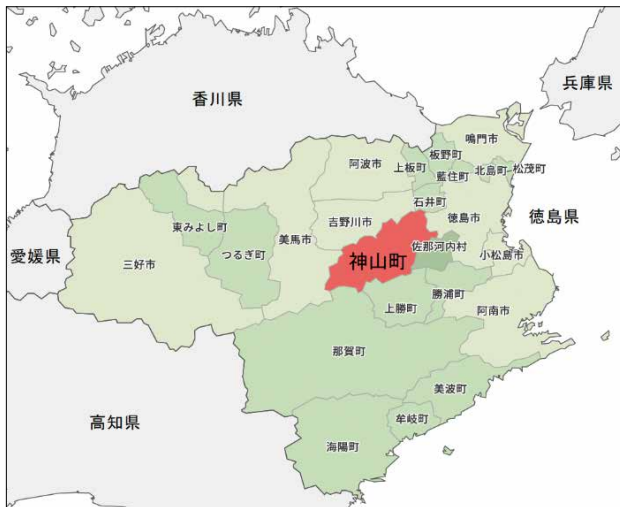 兵庫県
香川県
鳴門市
板野町
松茂町
阿波市
上板町
藍住町
北島町
石井町
徳島市
徳島県
吉野川市
東みよし町
美馬市
つるぎ町
佐那河内村
小松島市
愛媛県
三好市
神山町
勝浦町
上勝町
阿南市
那賀町
美波町
高知県
牟岐町
海陽町